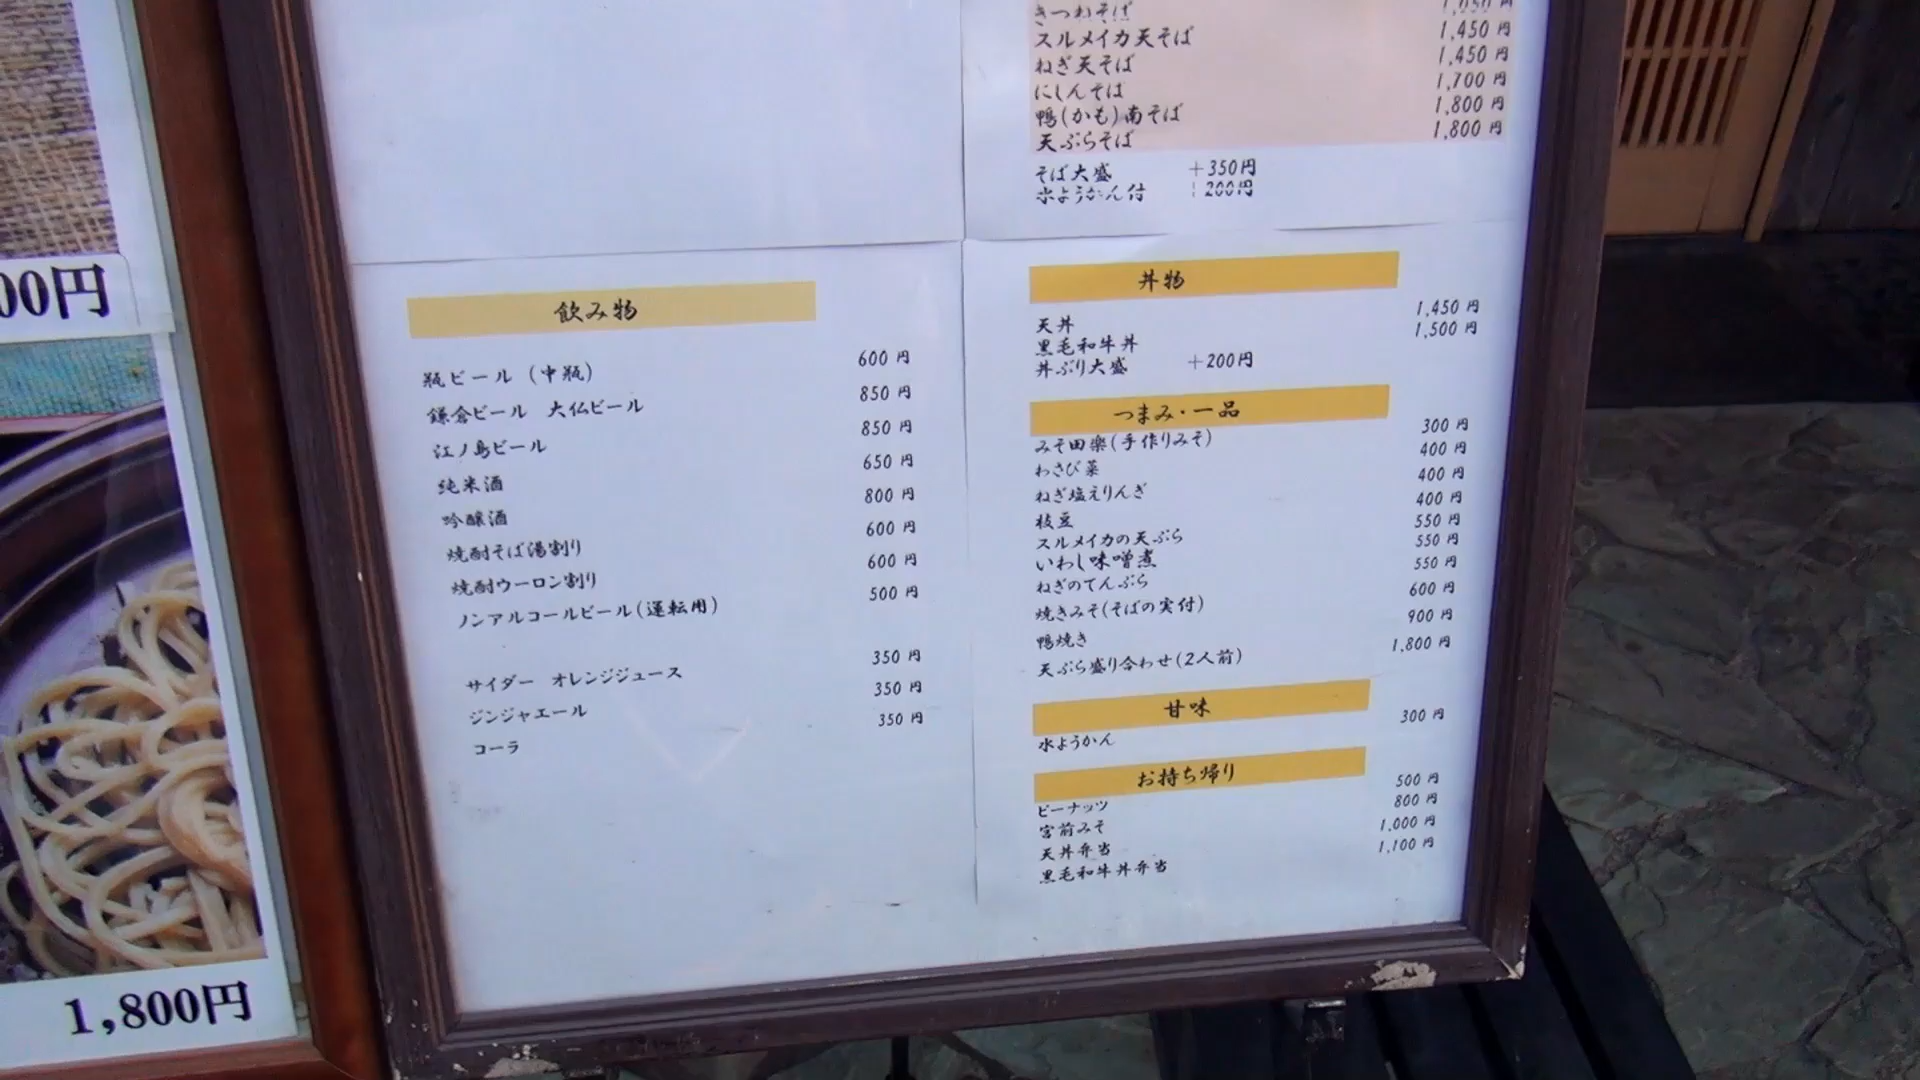 00円
1,800円
飲み物
瓶ビール (中瓶) 600円
鎌倉ビール 大仏ビール 850円
江ノ島ビール 850円
純米酒 650円
吟醸酒 800円
焼酎そば湯割り 600円
焼酎ウーロン割り 600円
ノンアルコールビール(運転用) 500円
サイダー オレンジジュース 350円
ジンジャエール 350円
コーラ 350円
きつねそば 1,050円
スルメイカ天そば 1,450円
ねぎ天そば 1,450円
にしんそば 1,700円
鴨(かも)南そば 1,800円
天ぷらそば 1,800円
そば大盛 +350円
水ようかん付 +200円
丼物
天丼 1,450円
黒毛和牛丼 1,500円
丼ぶり大盛 +200円
つまみ・一品
みそ田楽(手作りみそ) 300円
わさび菜 400円
ねぎ塩えりんぎ 400円
枝豆 400円
スルメイカの天ぷら 550円
いわし味噌煮 550円
ねぎのてんぷら 550円
焼きみそ(そばの実付) 600円
鴨焼き 900円
天ぷら盛り合わせ(2人前) 1,800円
甘味
水ようかん 300円
お持ち帰り
ピーナッツ 500円
宮前みそ 800円
天丼弁当 1,000円
黒毛和牛丼弁当 1,100円